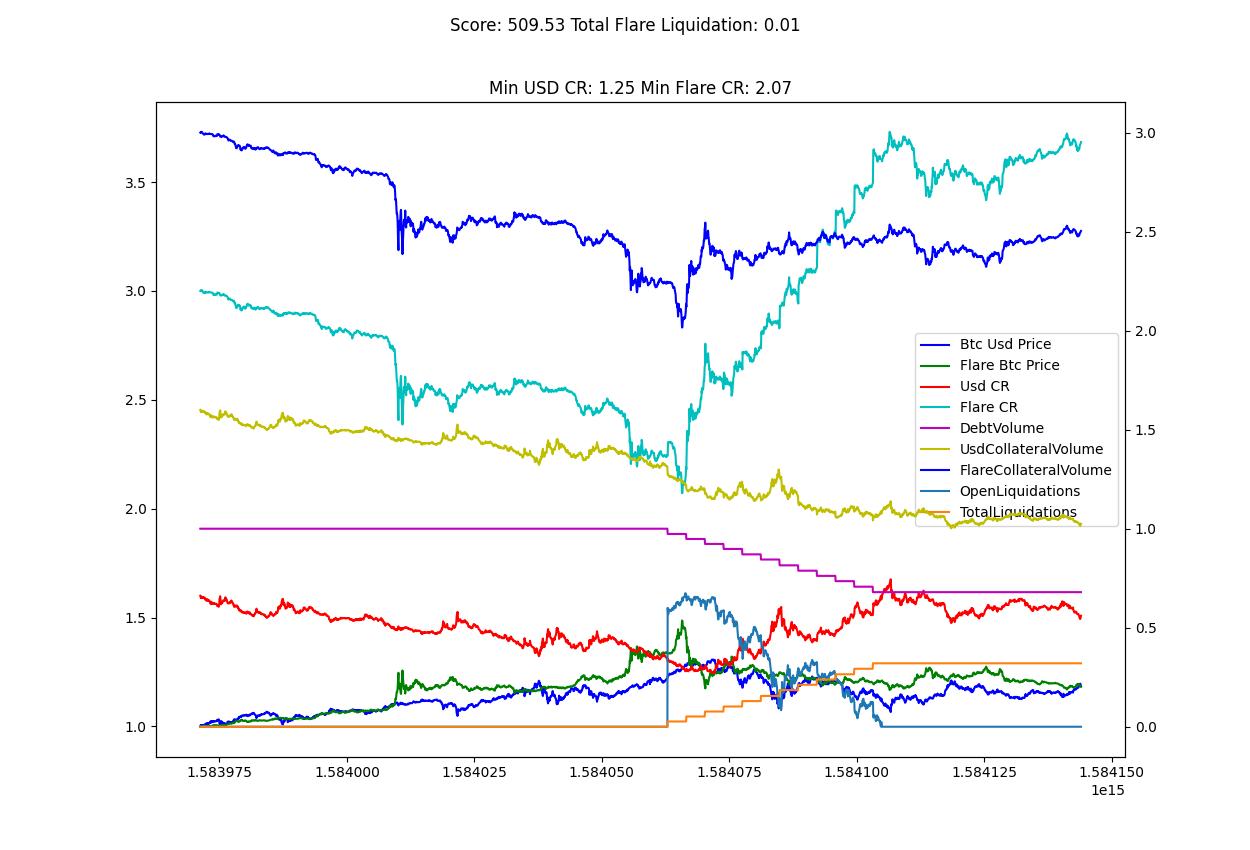 Score: 509.53 Total Flare Liquidation: 0.01
Min USD CR: 1.25 Min Flare CR: 2.07
3.5
3.0
2.5
2.0
1.5
1.0
3.0
2.5
2.0
1.5
1.0
0.5
0.0
Btc Usd Price
Flare Btc Price
Usd CR
Flare CR
DebtVolume
UsdCollateralVolume
FlareCollateralVolume
OpenLiquidations
TotalLiquidations
1.583975 1.584000 1.584025 1.584050 1.584075 1.584100 1.584125 1.584150
1e15